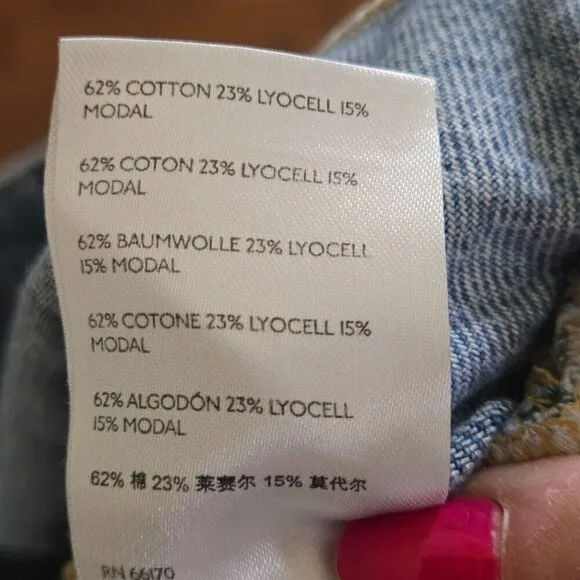 62% COTTON 23% LYOCELL 15%
MODAL
62% COTON 23% LYOCELL 15%
MODAL
62% BAUMWOLLE 23% LYOCELL
15% MODAL
62% COTONE 23% LYOCELL 15%
MODAL
62% ALGODÓN 23% LYOCELL
15% MODAL
62% 棉 23% 莱赛尔 15% 莫代尔
RN 66170